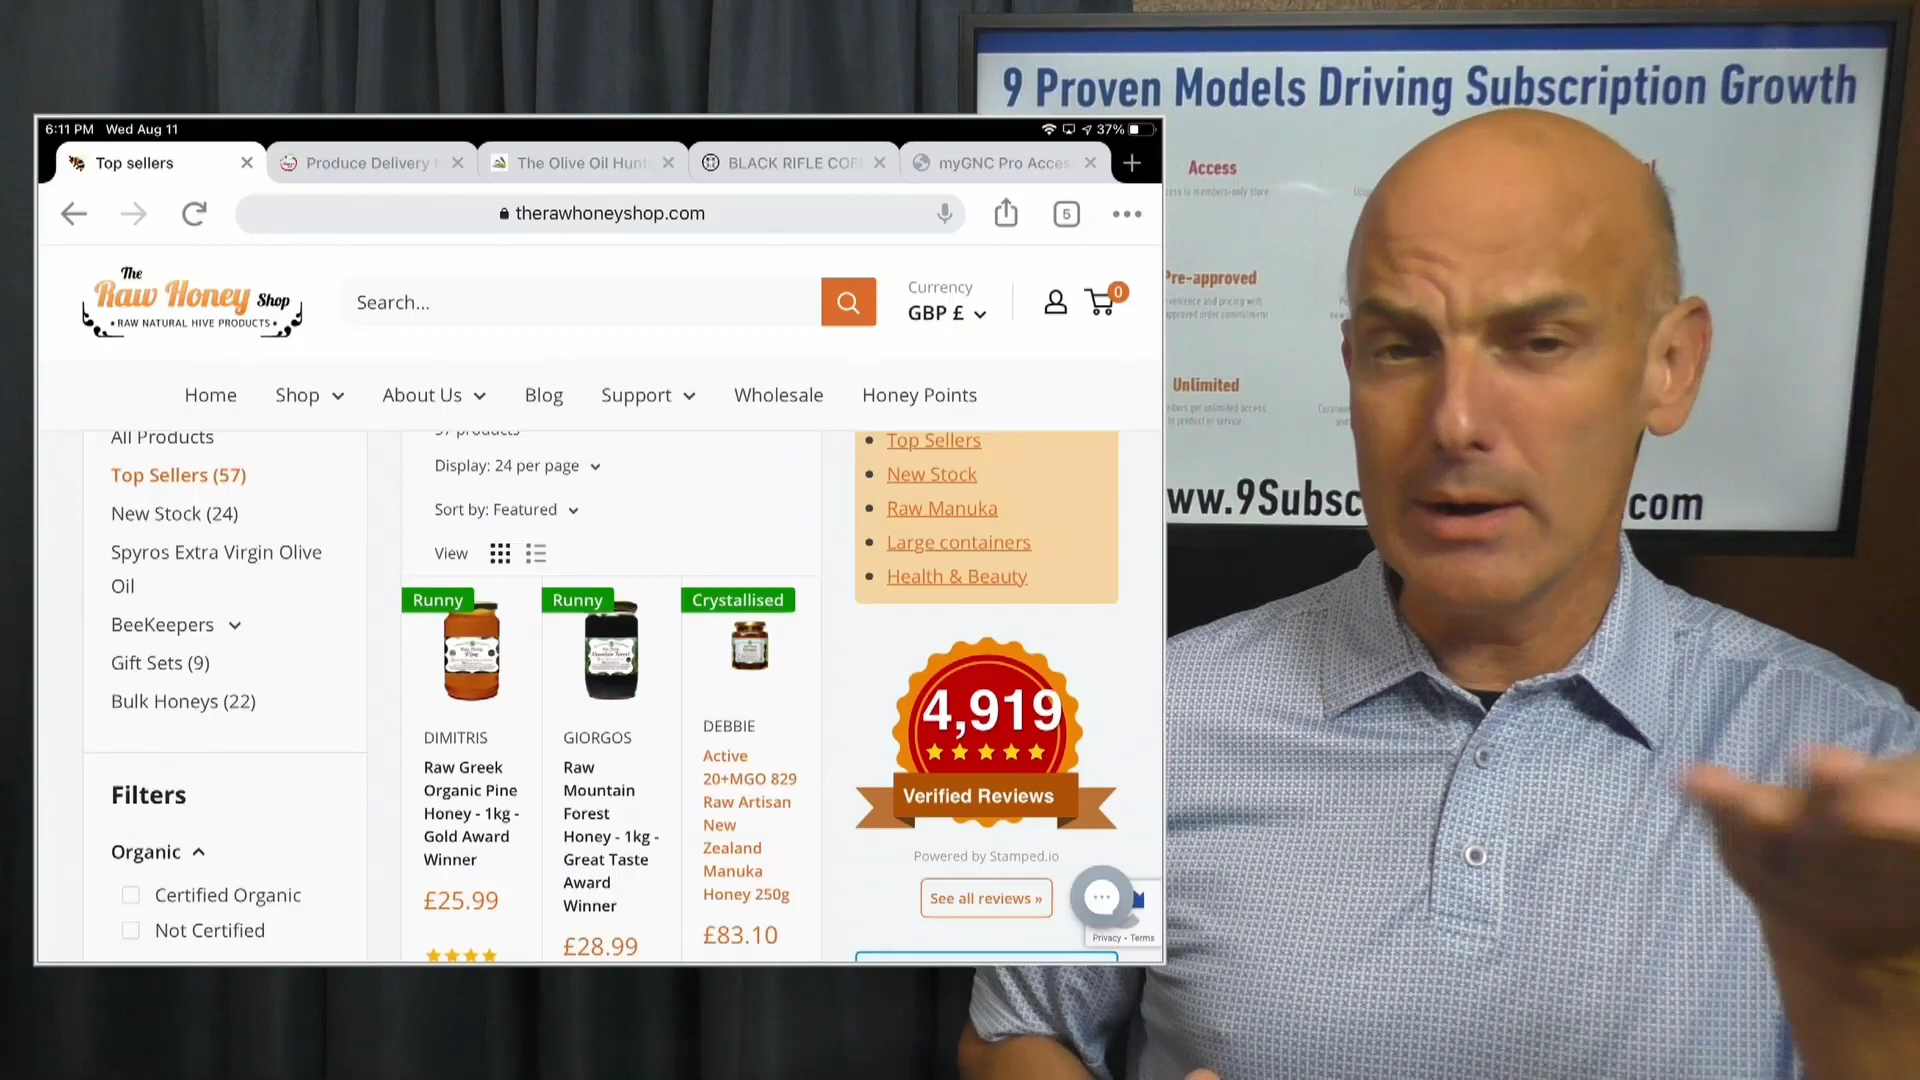 9 Proven Models Driving Subscription Growth
Access
Pre-approved
Unlimited
6:11 PM Wed Aug 11
37%
Top sellers
Produce Delivery
The Olive Oil Hunt
BLACK RIFLE COF
myGNC Pro Acces
therawhoneyshop.com
5
The
Raw Honey Shop
• RAW NATURAL HIVE PRODUCTS •
Search...
Currency
GBP £
0
Home
Shop
About Us
Blog
Support
Wholesale
Honey Points
All Products
Top Sellers (57)
New Stock (24)
Spyros Extra Virgin Olive
Oil
BeeKeepers
Gift Sets (9)
Bulk Honeys (22)
Filters
Organic
Certified Organic
Not Certified
57 products
Display: 24 per page
Sort by: Featured
View
Runny
DIMITRIS
Raw Greek
Organic Pine
Honey - 1kg -
Gold Award
Winner
£25.99
Runny
GIORGOS
Raw
Mountain
Forest
Honey - 1kg -
Great Taste
Award
Winner
£28.99
Crystallised
DEBBIE
Active
20+MGO 829
Raw Artisan
New
Zealand
Manuka
Honey 250g
£83.10
Top Sellers
New Stock
Raw Manuka
Large containers
Health & Beauty
4,919
Verified Reviews
Powered by Stamped.io
See all reviews »
Privacy - Terms
ww.9Subsc
com